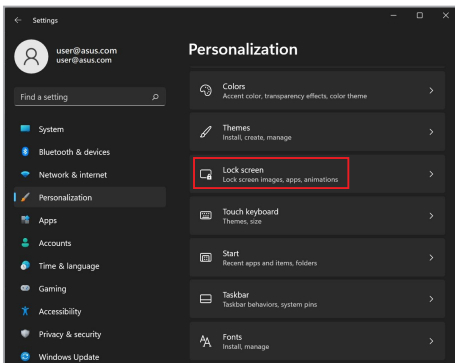 Settings
user@asus.com
user@asus.com
Find a setting
System
Bluetooth & devices
Network & internet
Personalization
Apps
Accounts
Time & language
Gaming
Accessibility
Privacy & security
Windows Update
Personalization
Colors
Accent color, transparency effects, color theme
Themes
Install, create, manage
Lock screen
Lock screen images, apps, animations
Touch keyboard
Themes, size
Start
Recent apps and items, folders
Taskbar
Taskbar behaviors, system pins
Fonts
Install, manage